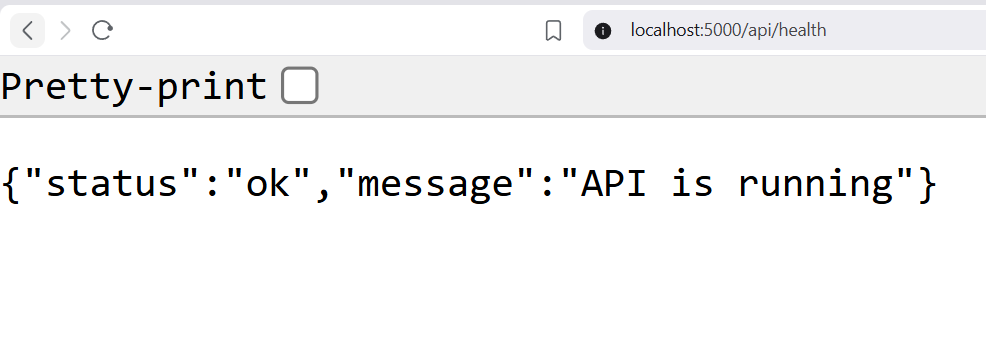 localhost:5000/api/health
Pretty-print
{"status":"ok","message":"API is running"}